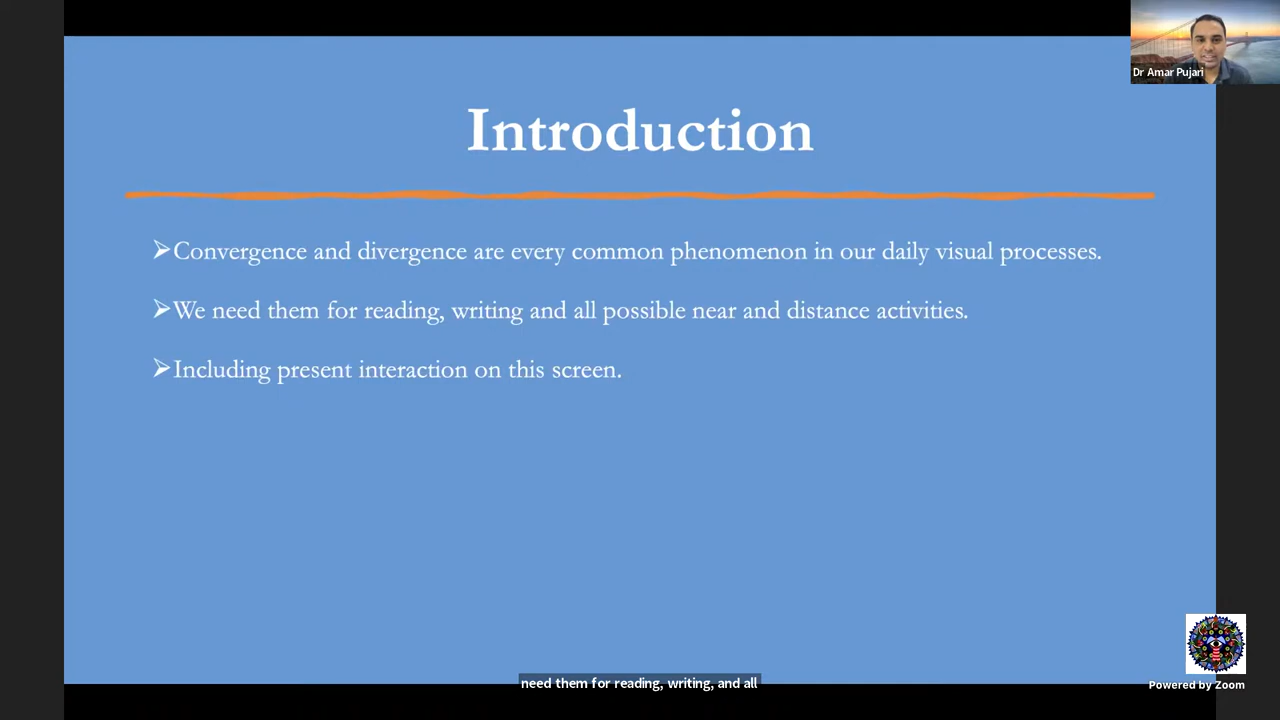 Dr Amar Pujari
Introduction
➢Convergence and divergence are every common phenomenon in our daily visual processes.
➢We need them for reading, writing and all possible near and distance activities.
➢Including present interaction on this screen.
need them for reading, writing, and all
Powered by Zoom